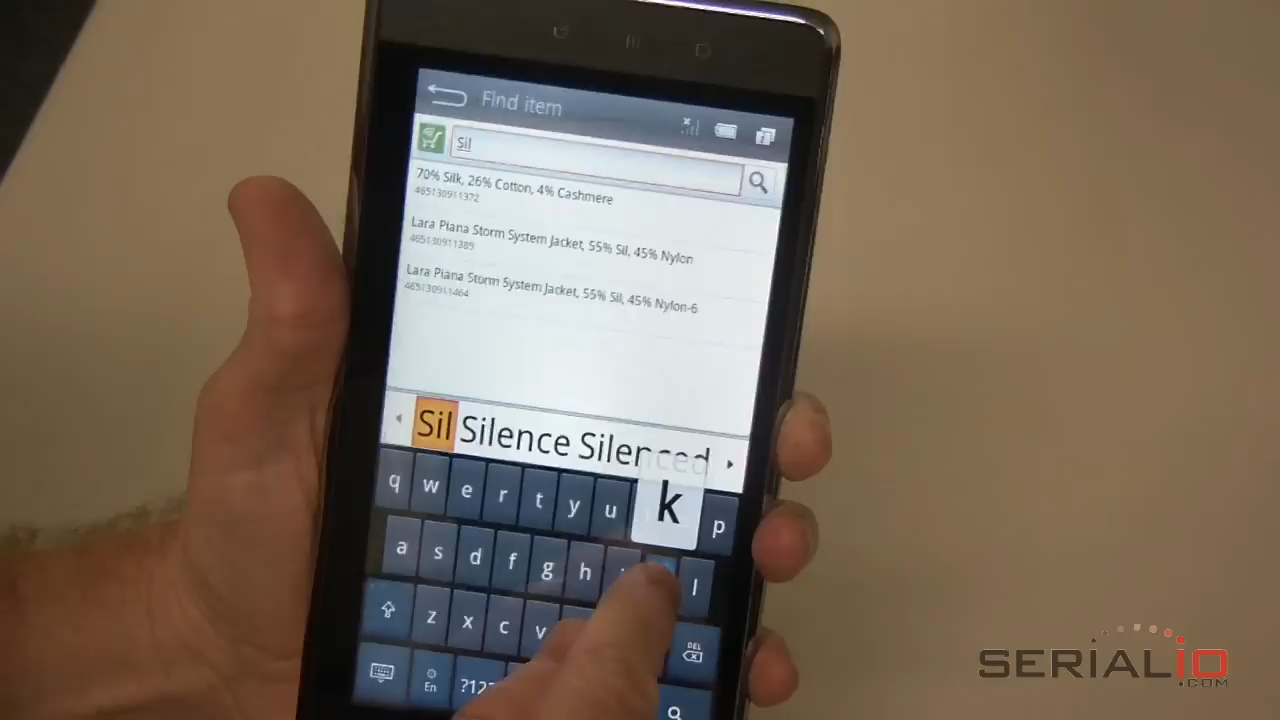 Find item
Sil
70% Silk, 26% Cotton, 4% Cashmere
465130911372
Lara Piana Storm System Jacket, 55% Sil, 45% Nylon
465130911389
Lara Piana Storm System Jacket, 55% Sil, 45% Nylon-6
465130911464
Sil Silence Silenced
q w e r t y u k p
a s d f g h l
z x c v DEL
En ?123
SERIALIO
.COM